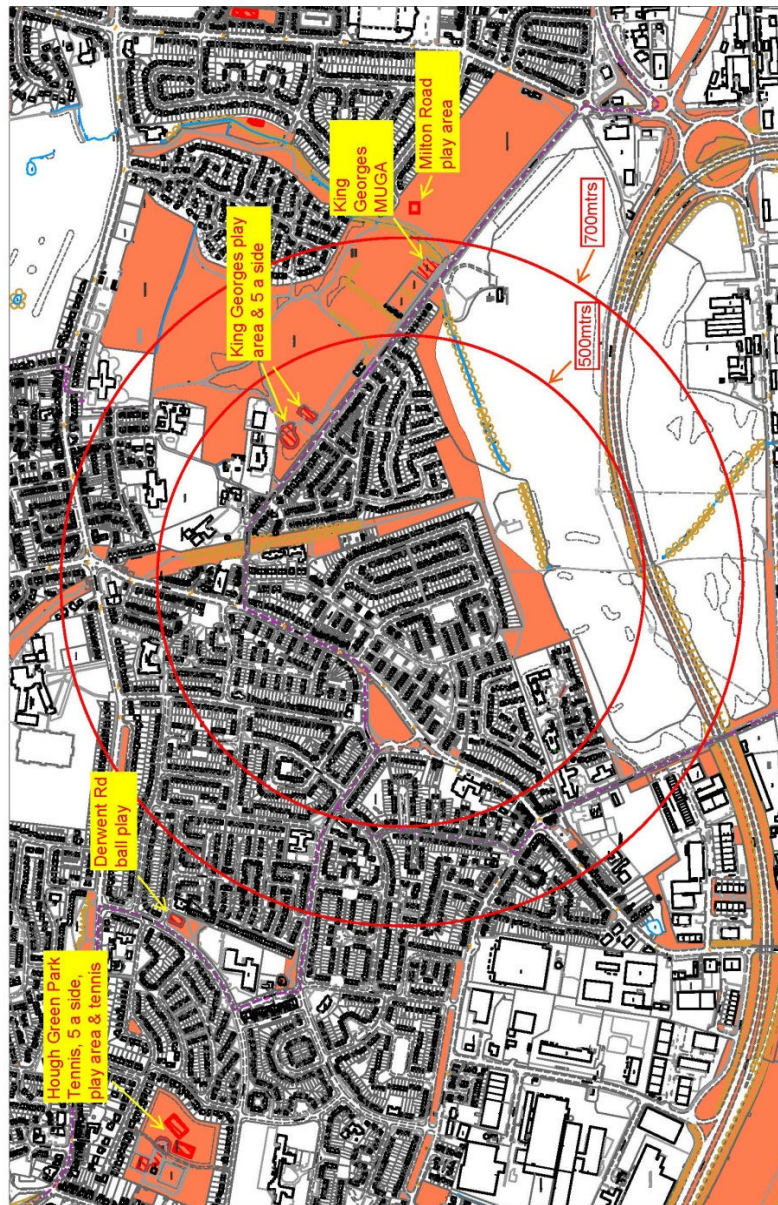 Hough Green Park
Tennis, 5 a side,
play area & tennis
Derwent Rd
ball play
King Georges play
area & 5 a side
King
Georges
MUGA
Milton Road
play area
500mtrs
700mtrs